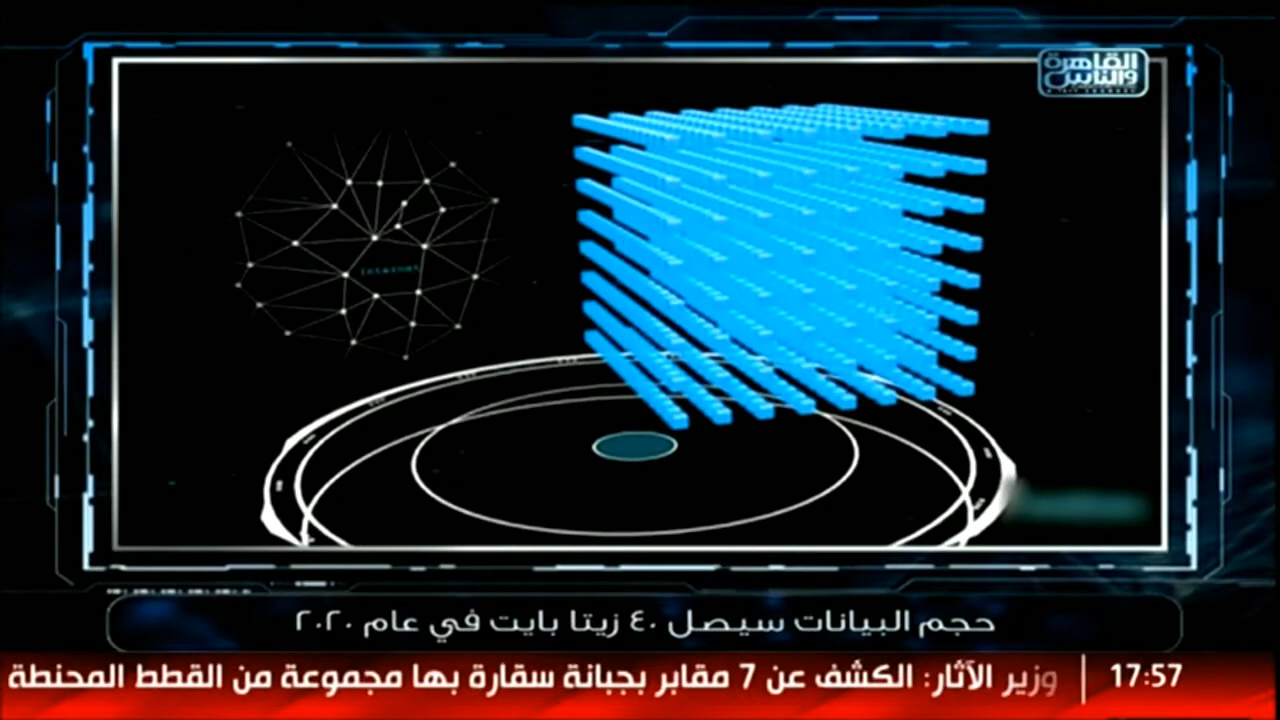 القاهرة
والناس
Internet
حجم البيانات سيصل ٤٠ زيتا بايت في عام ٢٠٢٠
17:57 وزير الآثار: الكشف عن 7 مقابر بجبانة سقارة بها مجموعة من القطط المحنطة